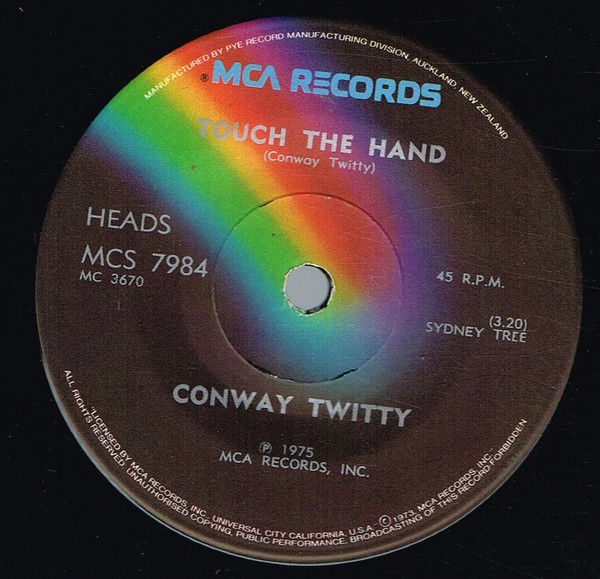 MANUFACTURED BY PYE RECORD MANUFACTURING DIVISION, AUCKLAND, NEW ZEALAND
®MCA RECORDS
TOUCH THE HAND
(Conway Twitty)
HEADS
MCS 7984
MC 3670
45 R.P.M.
(3.20)
SYDNEY TREE
CONWAY TWITTY
℗ 1975
MCA RECORDS, INC.
"LICENSED BY MCA RECORDS, INC., UNIVERSAL CITY CALIFORNIA. U.S.A. ©1973, MCA RECORDS, INC.
ALL RIGHTS RESERVED. UNAUTHORISED COPYING, PUBLIC PERFORMANCE, BROADCASTING OF THIS RECORD FORBIDDEN